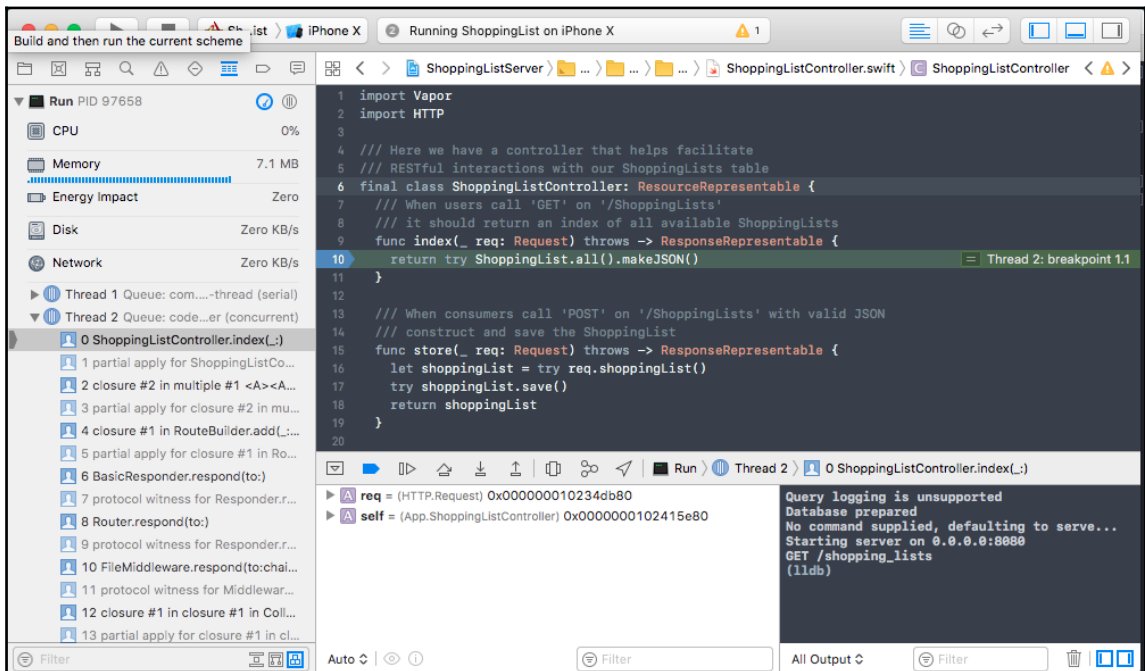 Build and then run the current scheme
iPhone X
2 Running ShoppingList on iPhone X
1
ShoppingListServer 〉 ... 〉 ... 〉 ... 〉 ShoppingListController.swift 〉 C ShoppingListController
Run PID 97658
CPU 0%
Memory 7.1 MB
Energy Impact Zero
Disk Zero KB/s
Network Zero KB/s
Thread 1 Queue: com....-thread (serial)
Thread 2 Queue: code...er (concurrent)
0 ShoppingListController.index(_:)
1 partial apply for ShoppingListCo...
2 closure #2 in multiple #1 <A><A...
3 partial apply for closure #2 in mu...
4 closure #1 in RouteBuilder.add(_:...
5 partial apply for closure #1 in Ro...
6 BasicResponder.respond(to:)
7 protocol witness for Responder.r...
8 Router.respond(to:)
9 protocol witness for Responder.r...
10 FileMiddleware.respond(to:chai...
11 protocol witness for Middlewar...
12 closure #1 in closure #1 in Coll...
13 partial apply for closure #1 in cl...
Filter
1 import Vapor
2 import HTTP
3
4 /// Here we have a controller that helps facilitate
5 /// RESTful interactions with our ShoppingLists table
6 final class ShoppingListController: ResourceRepresentable {
7 /// When users call 'GET' on '/ShoppingLists'
8 /// it should return an index of all available ShoppingLists
9 func index(_ req: Request) throws -> ResponseRepresentable {
10 return try ShoppingList.all().makeJSON() = Thread 2: breakpoint 1.1
11 }
12
13 /// When consumers call 'POST' on '/ShoppingLists' with valid JSON
14 /// construct and save the ShoppingList
15 func store(_ req: Request) throws -> ResponseRepresentable {
16 let shoppingList = try req.shoppingList()
17 try shoppingList.save()
18 return shoppingList
19 }
20
Run 〉 Thread 2 〉 0 ShoppingListController.index(_:)
A req = (HTTP.Request) 0x000000010234db80
A self = (App.ShoppingListController) 0x0000000102415e80
Auto
Filter
Query logging is unsupported
Database prepared
No command supplied, defaulting to serve...
Starting server on 0.0.0.0:8080
GET /shopping_lists
(lldb)
All Output
Filter